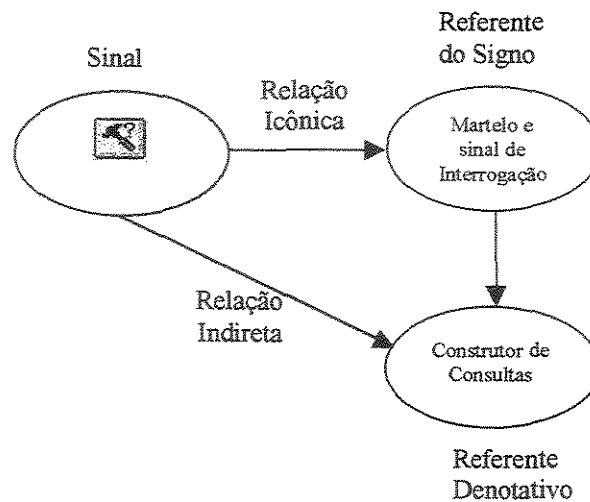 Sinal
Referente
do Signo
Relação
Icônica
?
Martelo e
sinal de
Interrogação
Relação
Indireta
Construtor de
Consultas
Referente
Denotativo